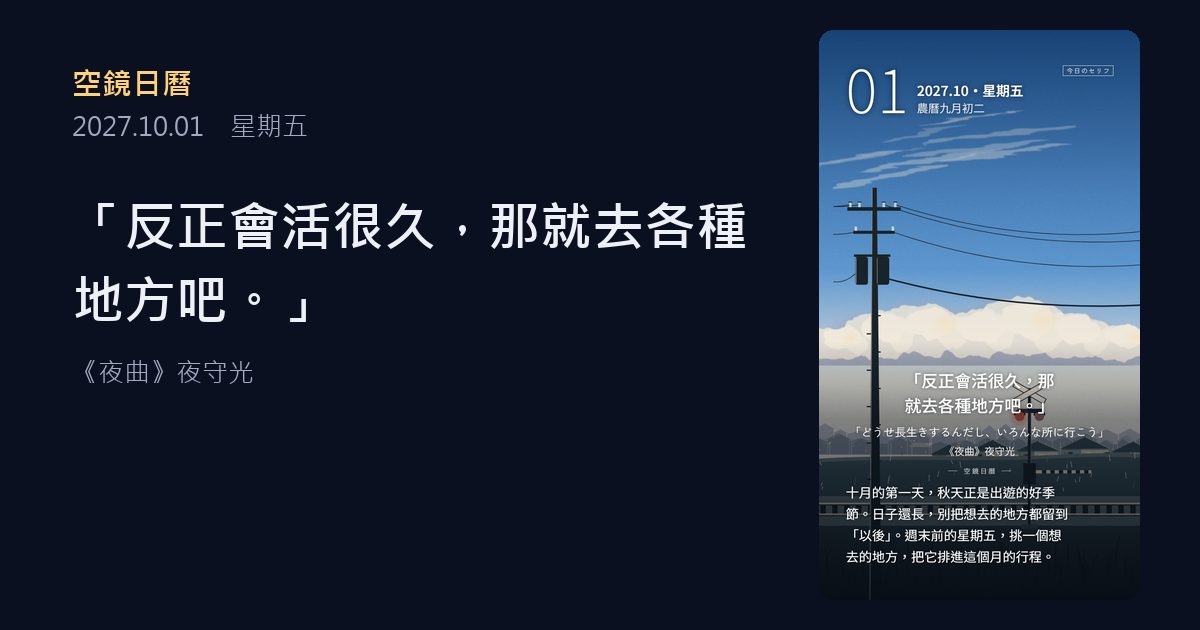 空鏡日曆
2027.10.01 星期五
「反正會活很久，那就去各種
地方吧。」
《夜曲》夜守光
01
2027.10・星期五
農曆九月初二
今日のセリフ
「反正會活很久，那
就去各種地方吧。」
「どうせ長生きするんだし、いろんな所に行こう」
《夜曲》夜守光
— 空鏡日曆 —
十月的第一天，秋天正是出遊的好季
節。日子還長，別把想去的地方都留到
「以後」。週末前的星期五，挑一個想
去的地方，把它排進這個月的行程。